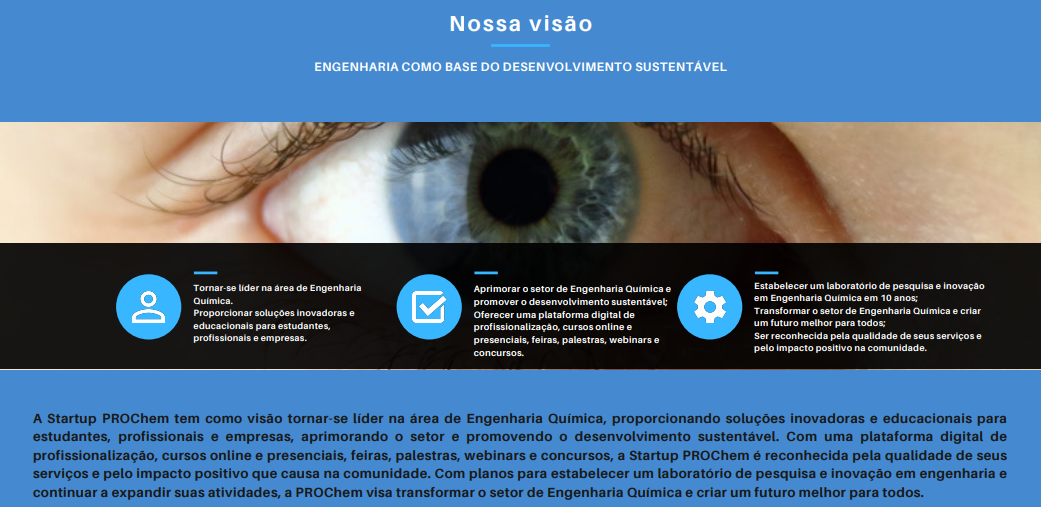 Nossa visão
ENGENHARIA COMO BASE DO DESENVOLVIMENTO SUSTENTÁVEL
Tornar-se líder na área de Engenharia
Química.
Proporcionar soluções inovadoras e
educacionais para estudantes,
profissionais e empresas.
Aprimorar o setor de Engenharia Química e
promover o desenvolvimento sustentável;
Oferecer uma plataforma digital de
profissionalização, cursos online e
presenciais, feiras, palestras, webinars e
concursos.
Estabelecer um laboratório de pesquisa e inovação
em Engenharia Química em 10 anos;
Transformar o setor de Engenharia Química e criar
um futuro melhor para todos;
Ser reconhecida pela qualidade de seus serviços e
pelo impacto positivo na comunidade.
A Startup PROChem tem como visão tornar-se líder na área de Engenharia Química, proporcionando soluções inovadoras e educacionais para
estudantes, profissionais e empresas, aprimorando o setor e promovendo o desenvolvimento sustentável. Com uma plataforma digital de
profissionalização, cursos online e presenciais, feiras, palestras, webinars e concursos, a Startup PROChem é reconhecida pela qualidade de seus
serviços e pelo impacto positivo que causa na comunidade. Com planos para estabelecer um laboratório de pesquisa e inovação em engenharia e
continuar a expandir suas atividades, a PROChem visa transformar o setor de Engenharia Química e criar um futuro melhor para todos.